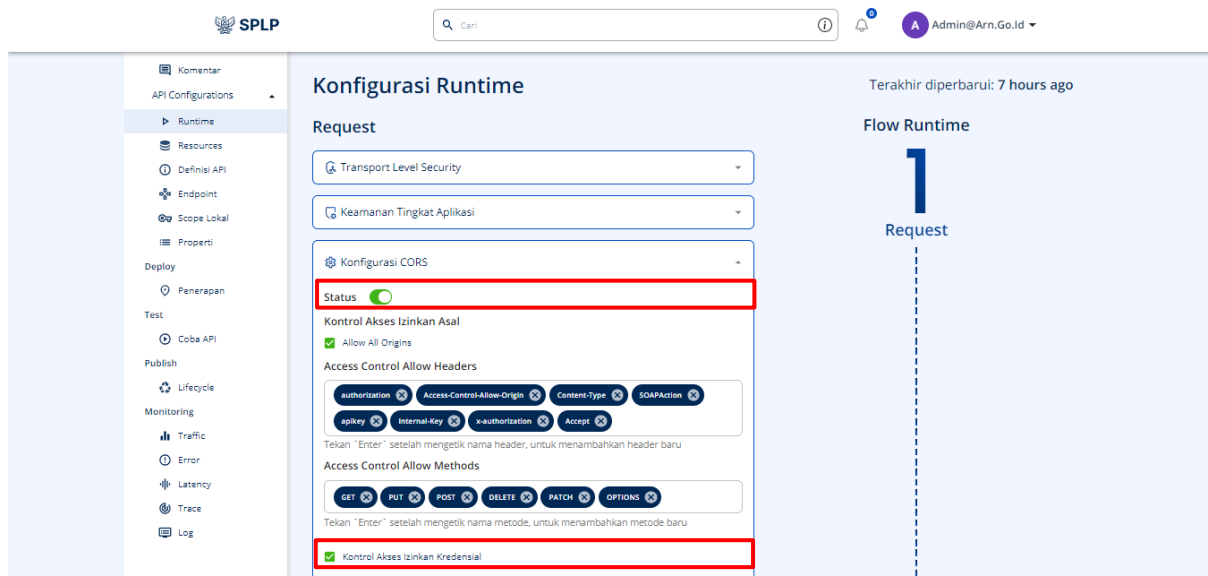 SPLP
Cari
0
A Admin@Arn.Go.Id
Komentar
API Configurations
Runtime
Resources
Definisi API
Endpoint
Scope Lokal
Properti
Deploy
Penerapan
Test
Coba API
Publish
Lifecycle
Monitoring
Traffic
Error
Latency
Trace
Log
Konfigurasi Runtime
Request
Transport Level Security
Keamanan Tingkat Aplikasi
Konfigurasi CORS
Status
Kontrol Akses Izinkan Asal
Allow All Origins
Access Control Allow Headers
authorization Access-Control-Allow-Origin Content-Type SOAPAction
apikey Internal-Key x-authorization Accept
Tekan `Enter` setelah mengetik nama header, untuk menambahkan header baru
Access Control Allow Methods
GET PUT POST DELETE PATCH OPTIONS
Tekan `Enter` setelah mengetik nama metode, untuk menambahkan metode baru
Kontrol Akses Izinkan Kredensial
Terakhir diperbarui: 7 hours ago
Flow Runtime
1
Request